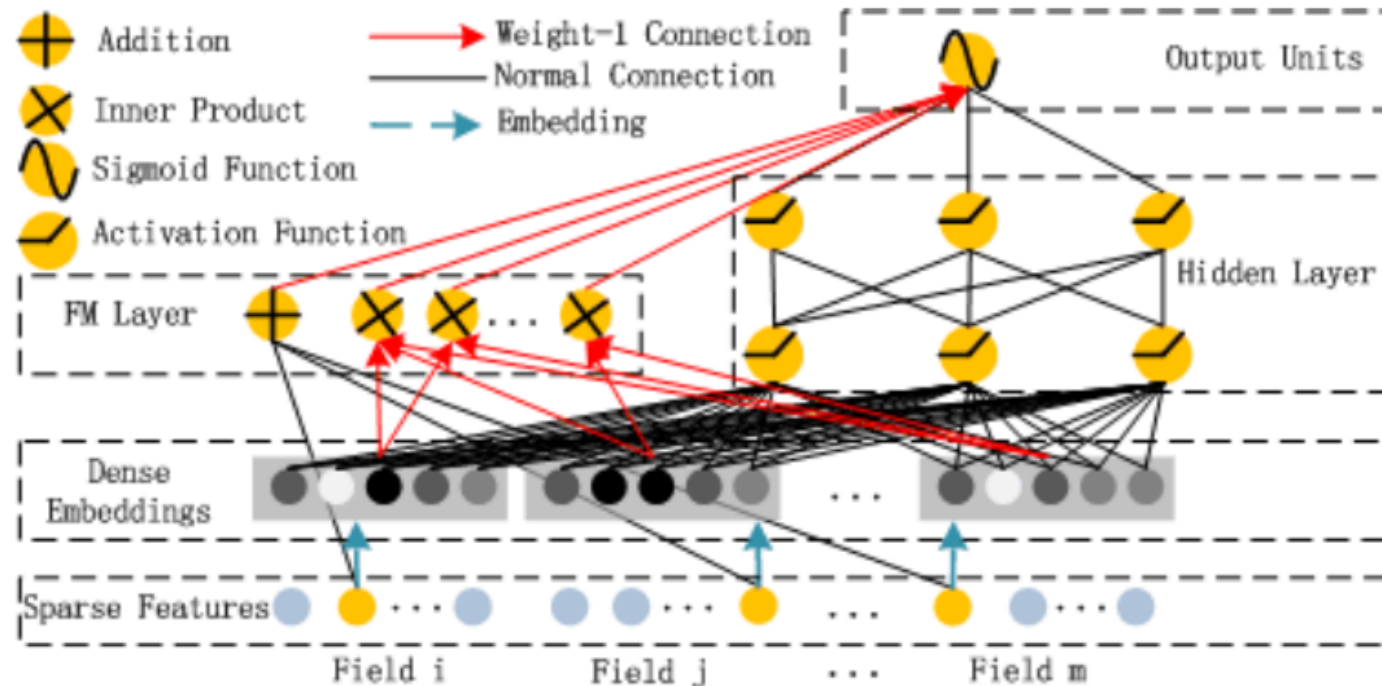 Addition
Inner Product
Sigmoid Function
Activation Function
Weight-1 Connection
Normal Connection
Embedding
Output Units
FM Layer
...
Hidden Layer
Dense
Embeddings
...
Sparse Features
... ... ... ... 
Field i
Field j
...
Field m